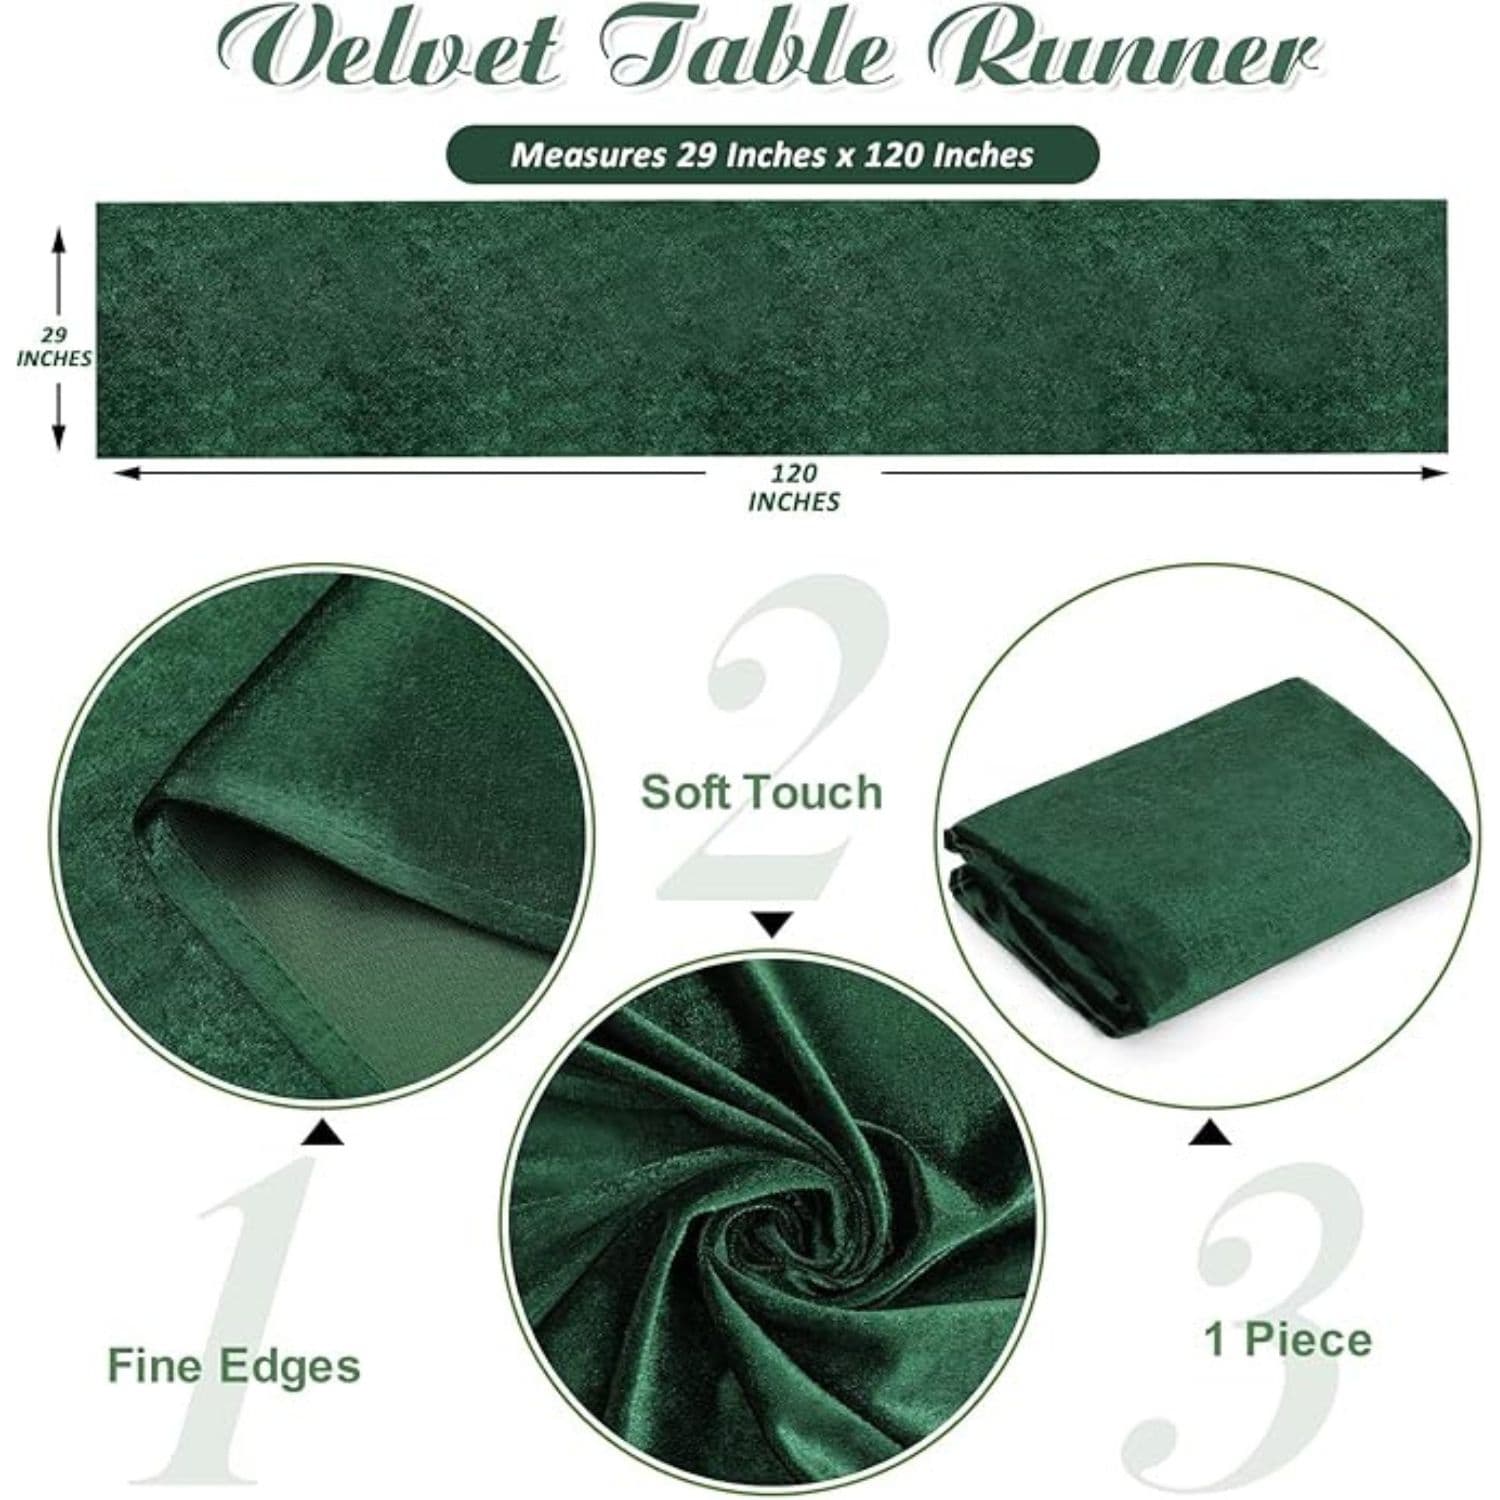 Velvet Table Runner
Measures 29 Inches x 120 Inches
29
INCHES
120
INCHES
2
Soft Touch
1
Fine Edges
3
1 Piece